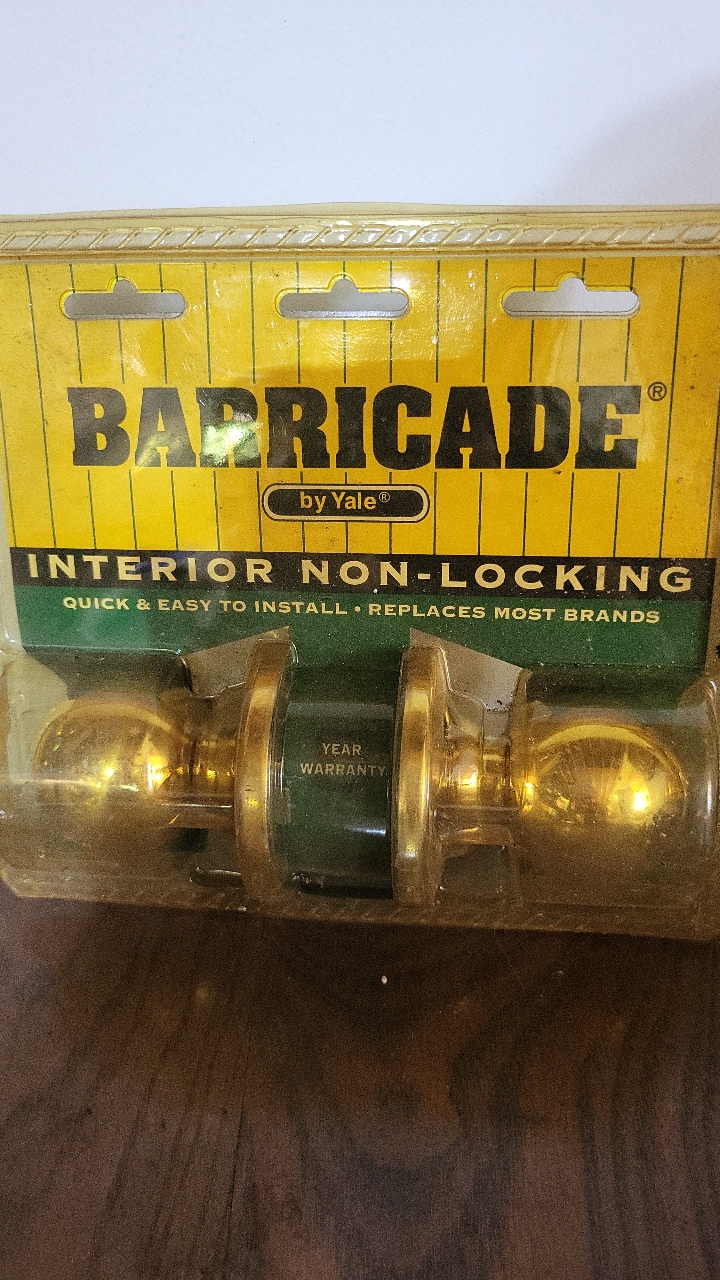 BARRICADE®
by Yale®
INTERIOR NON-LOCKING
QUICK & EASY TO INSTALL • REPLACES MOST BRANDS
YEAR
WARRANTY